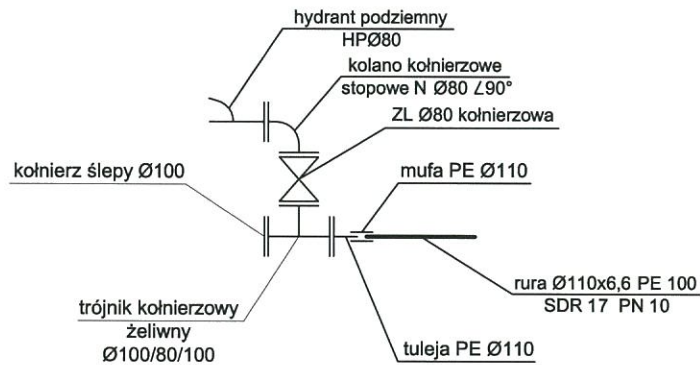 hydrant podziemny
HPØ80
kolano kołnierzowe
stopowe N Ø80 ∠90°
ZL Ø80 kołnierzowa
kołnierz ślepy Ø100
mufa PE Ø110
rura Ø110x6,6 PE 100
SDR 17 PN 10
trójnik kołnierzowy
żeliwny
Ø100/80/100
tuleja PE Ø110